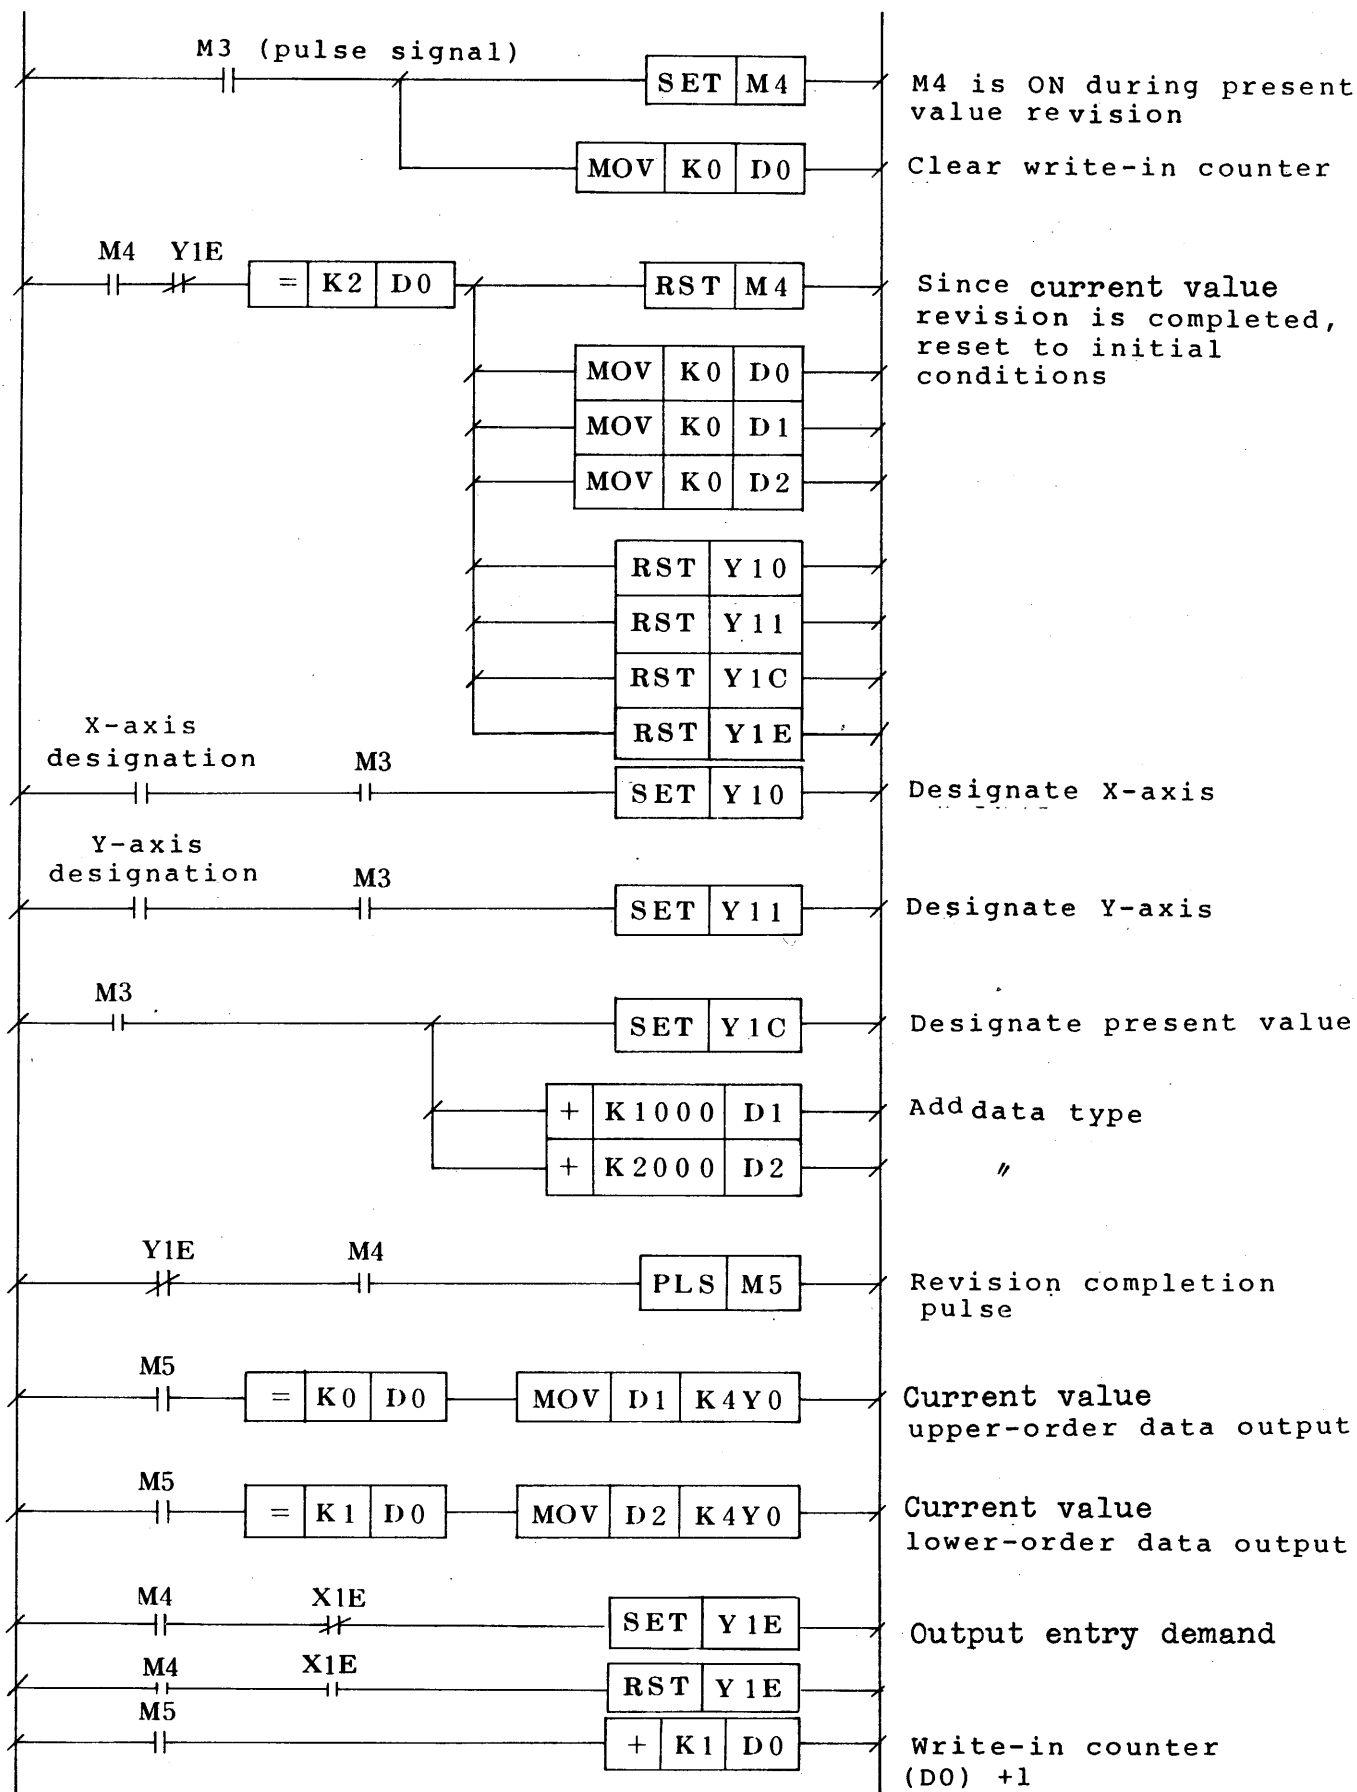 M3 (pulse signal)
SET M4
M4 is ON during present
value revision
MOV K0 D0
Clear write-in counter
M4 Y1E
= K2 D0
RST M4
Since current value
revision is completed,
reset to initial
conditions
MOV K0 D0
MOV K0 D1
MOV K0 D2
RST Y10
RST Y11
RST Y1C
RST Y1E
X-axis
designation
M3
SET Y10
Designate X-axis
Y-axis
designation
M3
SET Y11
Designate Y-axis
M3
SET Y1C
Designate present value
+ K1000 D1
Add data type
+ K2000 D2
〃
Y1E M4
PLS M5
Revision completion
pulse
M5
= K0 D0
MOV D1 K4Y0
Current value
upper-order data output
M5
= K1 D0
MOV D2 K4Y0
Current value
lower-order data output
M4 X1E
SET Y1E
Output entry demand
M4 X1E
RST Y1E
M5
+ K1 D0
Write-in counter
(D0) +1